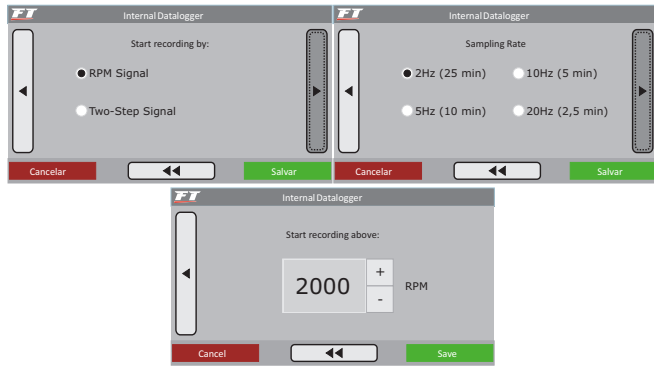 FT Internal Datalogger
Start recording by:
RPM Signal
Two-Step Signal
Cancelar Salvar
FT Internal Datalogger
Sampling Rate
2Hz (25 min) 10Hz (5 min)
5Hz (10 min) 20Hz (2,5 min)
Cancelar Salvar
FT Internal Datalogger
Start recording above:
2000 + - RPM
Cancel Save